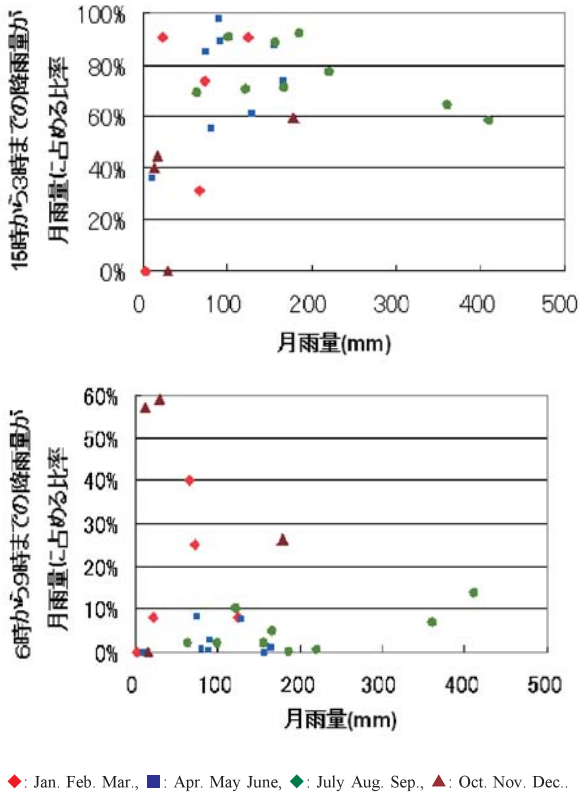 15時から3時までの降雨量が
月雨量に占める比率
100%
80%
60%
40%
20%
0%
0 100 200 300 400 500
月雨量(mm)
6時から9時までの降雨量が
月雨量に占める比率
60%
50%
40%
30%
20%
10%
0%
0 100 200 300 400 500
月雨量(mm)
: Jan. Feb. Mar., : Apr. May June, : July Aug. Sep., : Oct. Nov. Dec..